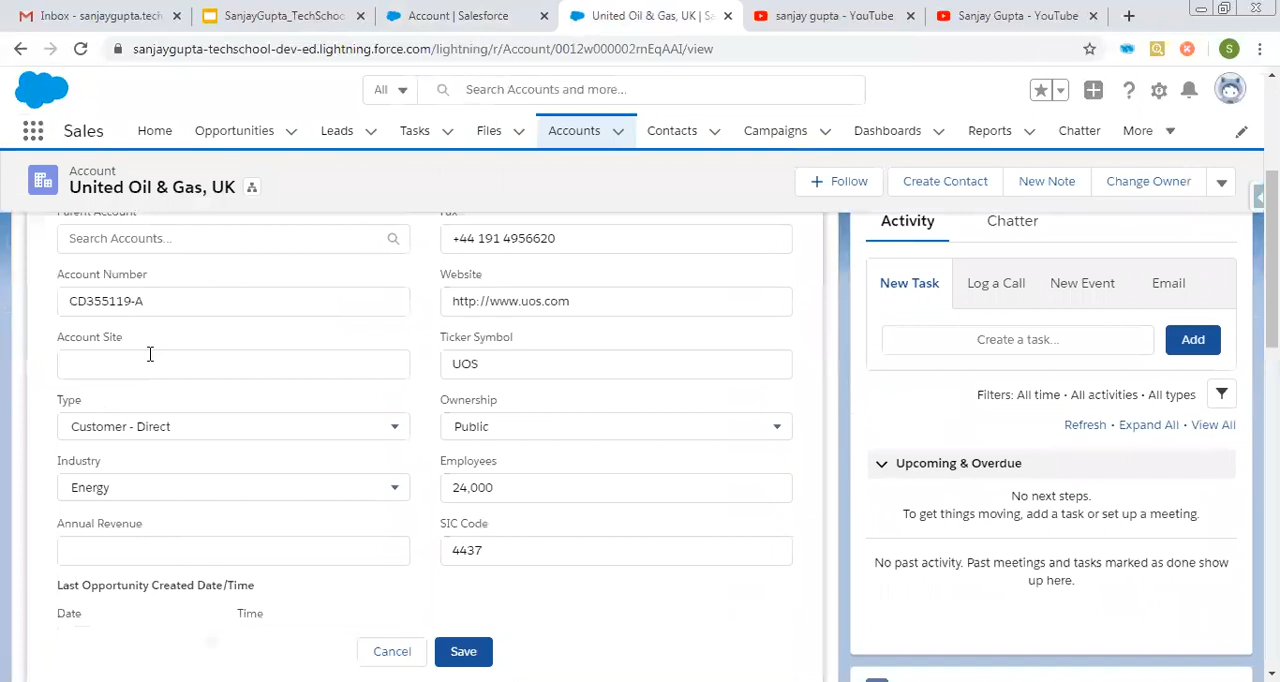 sanjaygupta.tech
SanjayGupta_TechSchool
Account | Salesforce
United Oil & Gas, UK | S
sanjay gupta - YouTube
Sanjay Gupta - YouTube
sanjaygupta-techschool-dev-ed.lightning.force.com/lightning/r/Account/0012w000002rnEqAAI/view
S
All
Search Accounts and more...
Sales
Home
Opportunities
Leads
Tasks
Files
Accounts
Contacts
Campaigns
Dashboards
Reports
Chatter
More
Account
United Oil & Gas, UK
Follow
Create Contact
New Note
Change Owner
Parent Account
Fax
Search Accounts...
+44 191 4956620
Account Number
Website
CD355119-A
http://www.uos.com
Account Site
Ticker Symbol
UOS
Type
Ownership
Customer - Direct
Public
Industry
Employees
Energy
24,000
Annual Revenue
SIC Code
4437
Last Opportunity Created Date/Time
Date
Time
Cancel
Save
Activity
Chatter
New Task
Log a Call
New Event
Email
Create a task...
Add
Filters: All time • All activities • All types
Refresh • Expand All • View All
Upcoming & Overdue
No next steps.
To get things moving, add a task or set up a meeting.
No past activity. Past meetings and tasks marked as done show
up here.